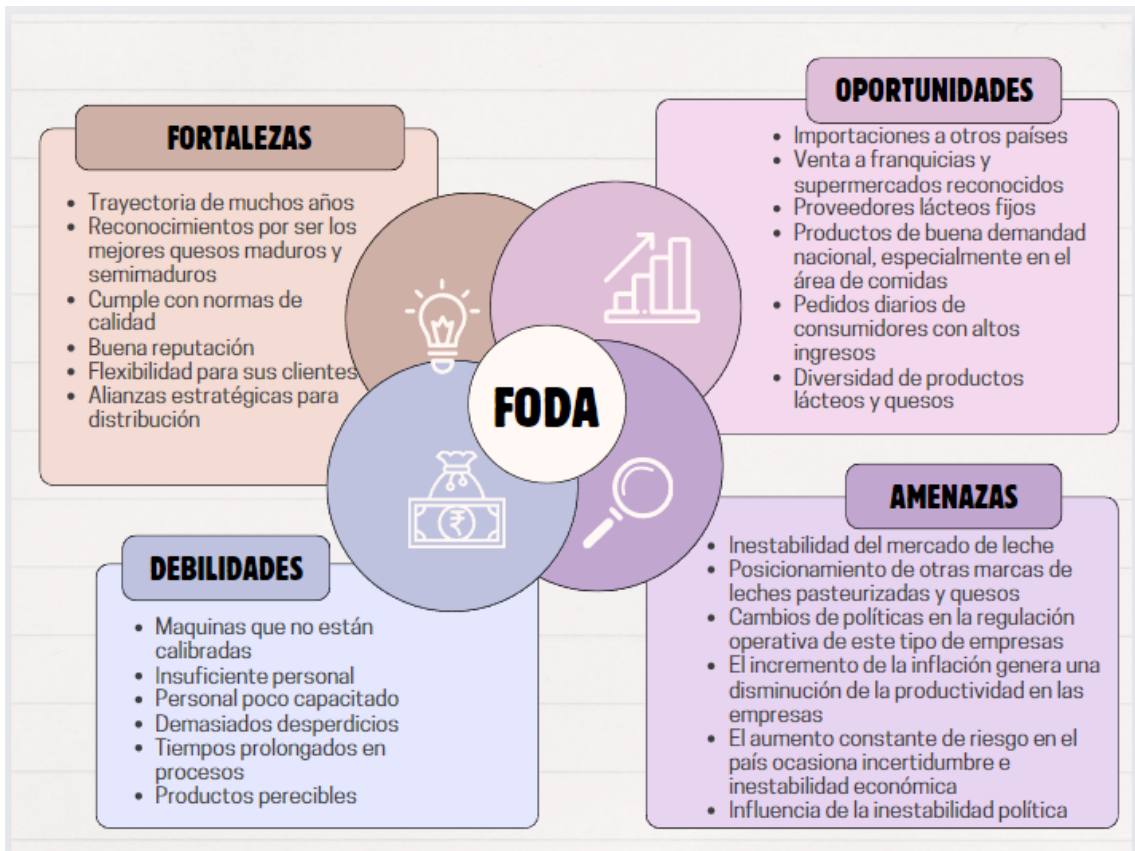 FORTALEZAS
Trayectoria de muchos años
Reconocimientos por ser los
mejores quesos maduros y
semimaduros
Cumple con normas de
calidad
Buena reputación
Flexibilidad para sus clientes
Alianzas estratégicas para
distribución
OPORTUNIDADES
Importaciones a otros países
Venta a franquicias y
supermercados reconocidos
Proveedores lácteos fijos
Productos de buena demandad
nacional, especialmente en el
área de comidas
Pedidos diarios de
consumidores con altos
ingresos
Diversidad de productos
lácteos y quesos
FODA
₹
DEBILIDADES
Maquinas que no están
calibradas
Insuficiente personal
Personal poco capacitado
Demasiados desperdicios
Tiempos prolongados en
procesos
Productos perecibles
AMENAZAS
Inestabilidad del mercado de leche
Posicionamiento de otras marcas de
leches pasteurizadas y quesos
Cambios de políticas en la regulación
operativa de este tipo de empresas
El incremento de la inflación genera una
disminución de la productividad en las
empresas
El aumento constante de riesgo en el
país ocasiona incertidumbre e
inestabilidad económica
Influencia de la inestabilidad política